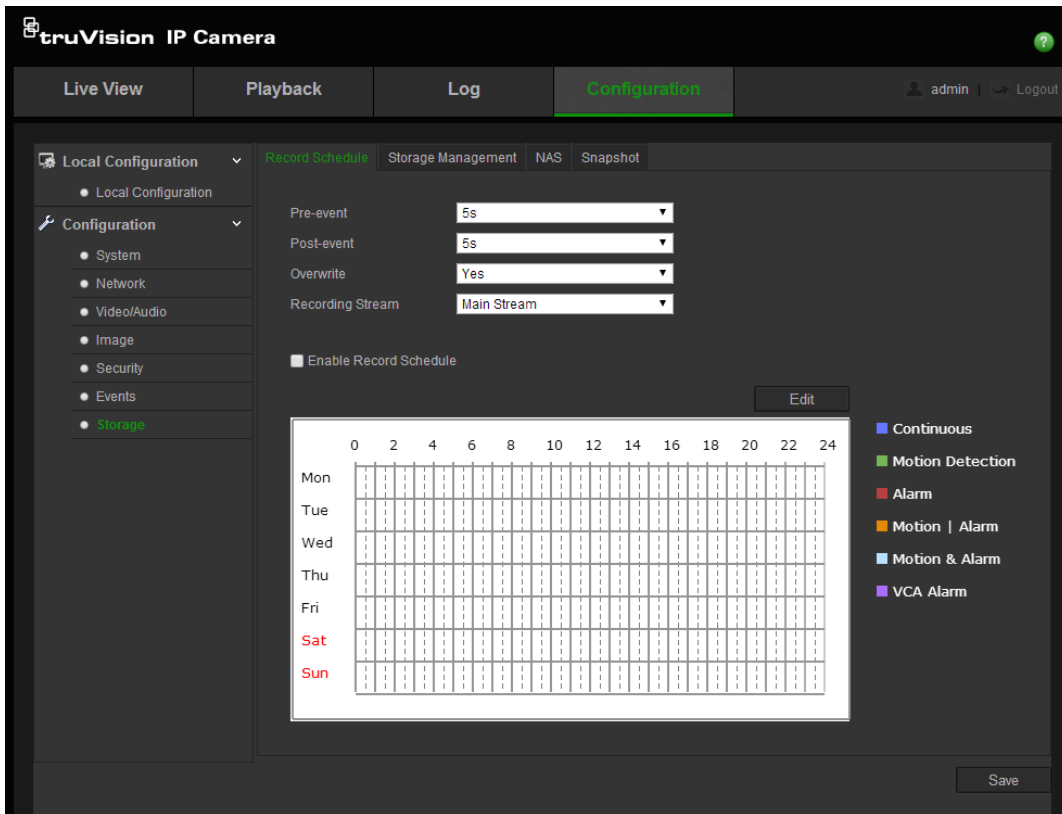 truVision IP Camera
?
Live View Playback Log Configuration admin | Logout
Local Configuration
Local Configuration
Configuration
System
Network
Video/Audio
Image
Security
Events
Storage
Record Schedule Storage Management NAS Snapshot
Pre-event 5s
Post-event 5s
Overwrite Yes
Recording Stream Main Stream
Enable Record Schedule
Edit
0 2 4 6 8 10 12 14 16 18 20 22 24
Mon
Tue
Wed
Thu
Fri
Sat
Sun
Continuous
Motion Detection
Alarm
Motion | Alarm
Motion & Alarm
VCA Alarm
Save